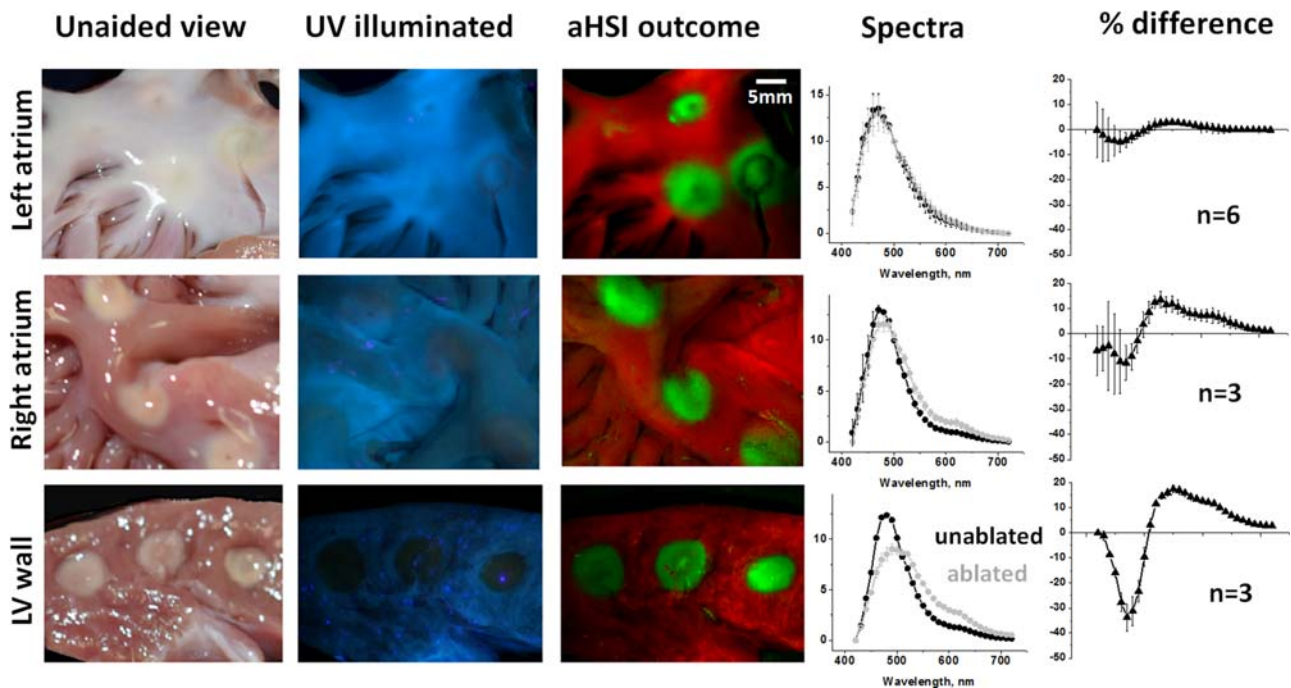 Unaided view UV illuminated aHSI outcome Spectra % difference
Left atrium
5mm
15
10
5
0
400 500 600 700
Wavelength, nm
20
10
0
-10
-20
-30
-40
-50
n=6
Right atrium
10
5
0
400 500 600 700
Wavelength, nm
20
10
0
-10
-20
-30
-40
-50
n=3
LV wall
unablated
ablated
10
5
0
400 500 600 700
Wavelength, nm
20
10
0
-10
-20
-30
-40
-50
n=3